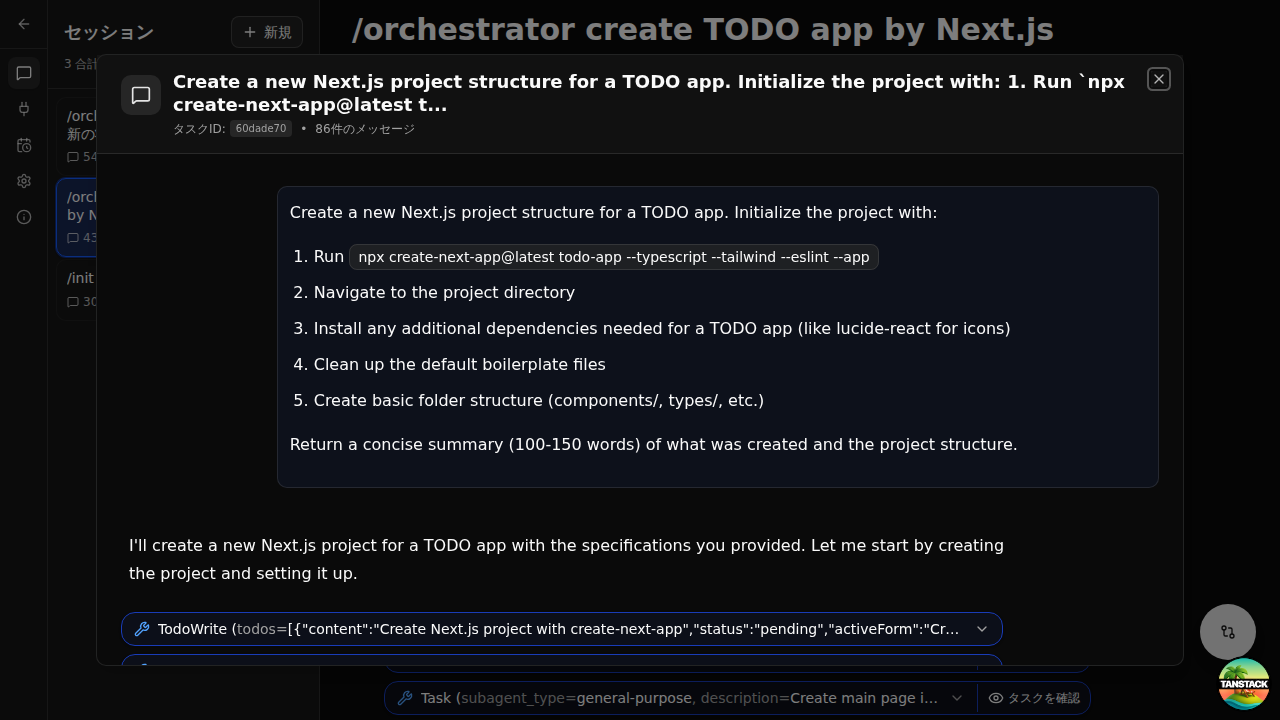 セッション
新規
3 合計
/orchestrator create TODO app by Next.js
/orch
新の
54
/orch
by N
43
/init
30
Create a new Next.js project structure for a TODO app. Initialize the project with: 1. Run `npx
create-next-app@latest t...
タスクID: 60dade70 • 86件のメッセージ
Create a new Next.js project structure for a TODO app. Initialize the project with:
1. Run npx create-next-app@latest todo-app --typescript --tailwind --eslint --app
2. Navigate to the project directory
3. Install any additional dependencies needed for a TODO app (like lucide-react for icons)
4. Clean up the default boilerplate files
5. Create basic folder structure (components/, types/, etc.)
Return a concise summary (100-150 words) of what was created and the project structure.
I'll create a new Next.js project for a TODO app with the specifications you provided. Let me start by creating
the project and setting it up.
TodoWrite (todos=[{"content":"Create Next.js project with create-next-app","status":"pending","activeForm":"Cr...
Task (subagent_type=general-purpose, description=Create main page i... タスクを確認
TANSTACK